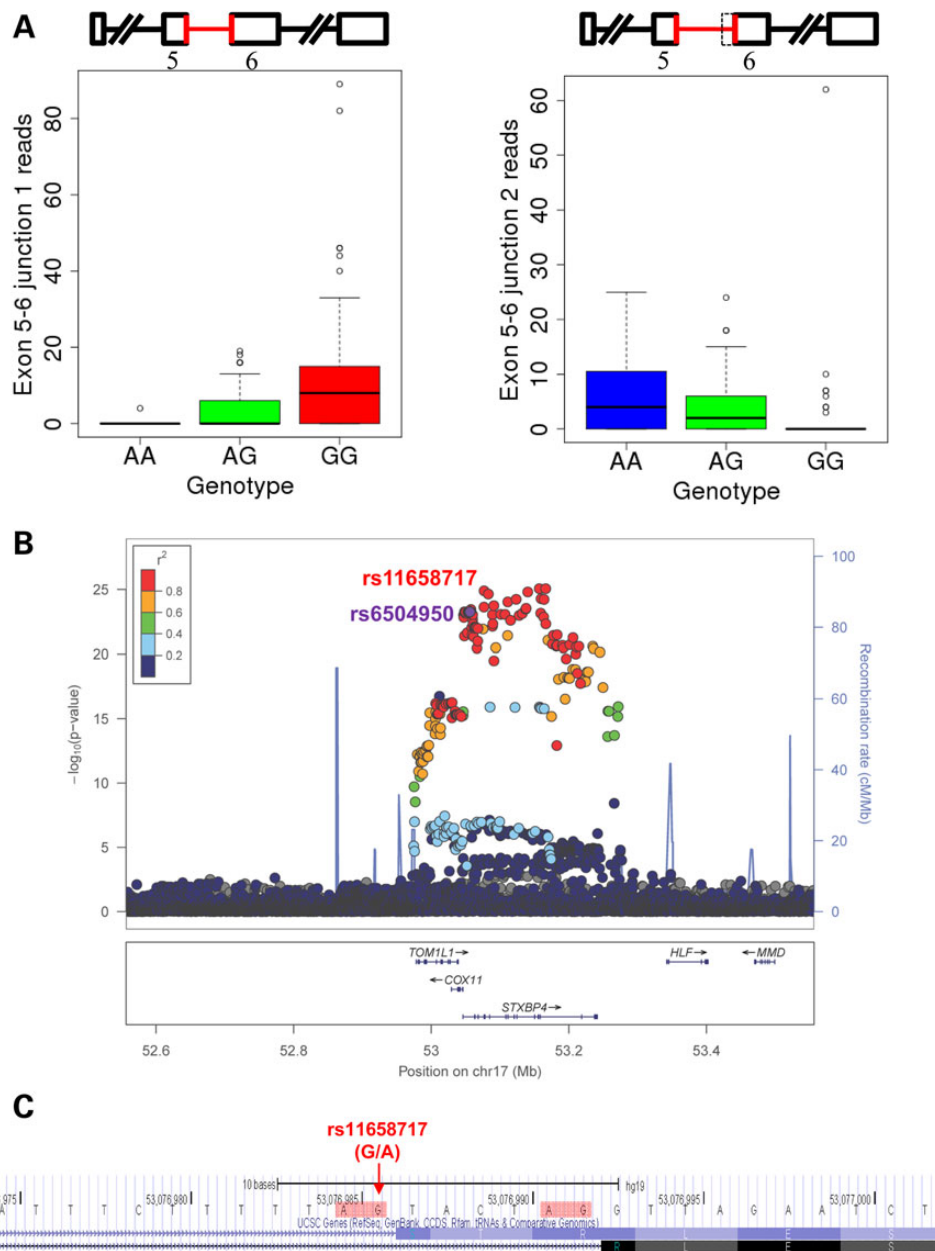 A
5 6
5 6
Exon 5-6 junction 1 reads
0 20 40 60 80
AA AG GG
Genotype
Exon 5-6 junction 2 reads
0 10 20 30 40 50 60
AA AG GG
Genotype
B
r2
0.8
0.6
0.4
0.2
rs11658717
rs6504950
−log10(p−value)
0 5 10 15 20 25
Recombination rate (cM/Mb)
0 20 40 60 80 100
TOM1L1→
←COX11
STXBP4→
HLF→
←MMD
52.6 52.8 53 53.2 53.4
Position on chr17 (Mb)
C
rs11658717
(G/A)
10 bases hg19
975 53,076,980 53,076,985 53,076,990 53,076,995 53,077,000
A T T T T C T T T T A G T A C T A G G T T A G A A T C T
UCSC Genes (RefSeq, GenBank, CCDS, Rfam, tRNAs & Comparative Genomics)
R L E S